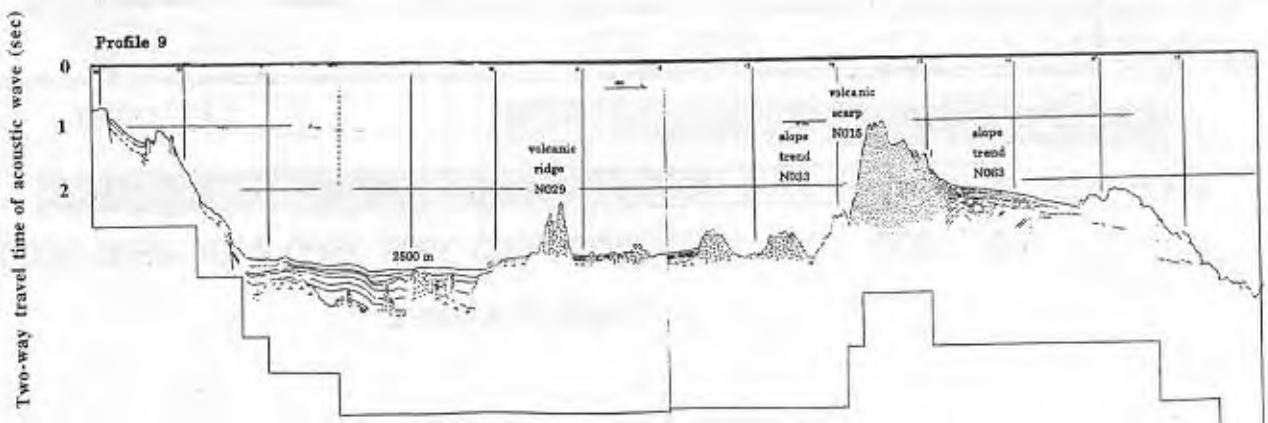 Profile 9
Two-way travel time of acoustic wave (sec)
0
1
2
volcanic
ridge
N029
2500 m
slope
trend
N033
volcanic
scarp
N015
slope
trend
N063